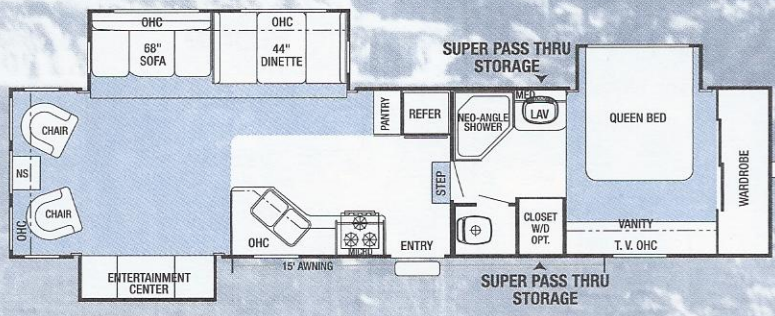 OHC
68"
SOFA
OHC
44"
DINETTE
SUPER PASS THRU
STORAGE
MED
LAV
NEO-ANGLE
SHOWER
QUEEN BED
PANTRY
REFER
CHAIR
NS
CHAIR
OHC
STEP
WARDROBE
OHC
MICRO
ENTRY
CLOSET
W/D
OPT.
VANITY
T. V. OHC
15' AWNING
ENTERTAINMENT
CENTER
SUPER PASS THRU
STORAGE